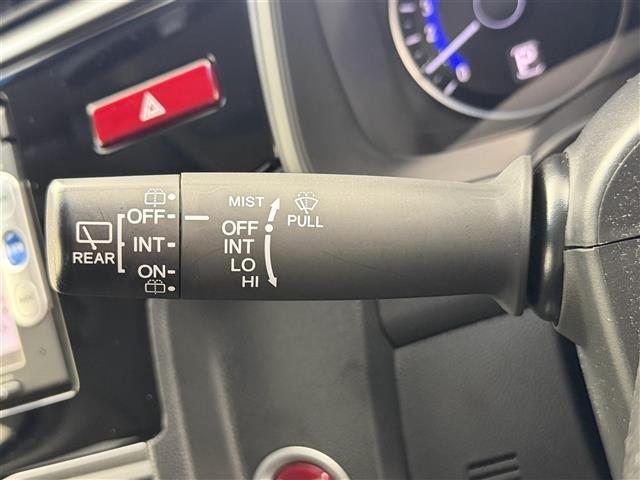 MIST
PULL
OFF
INT
LO
HI
OFF
INT
ON
REAR